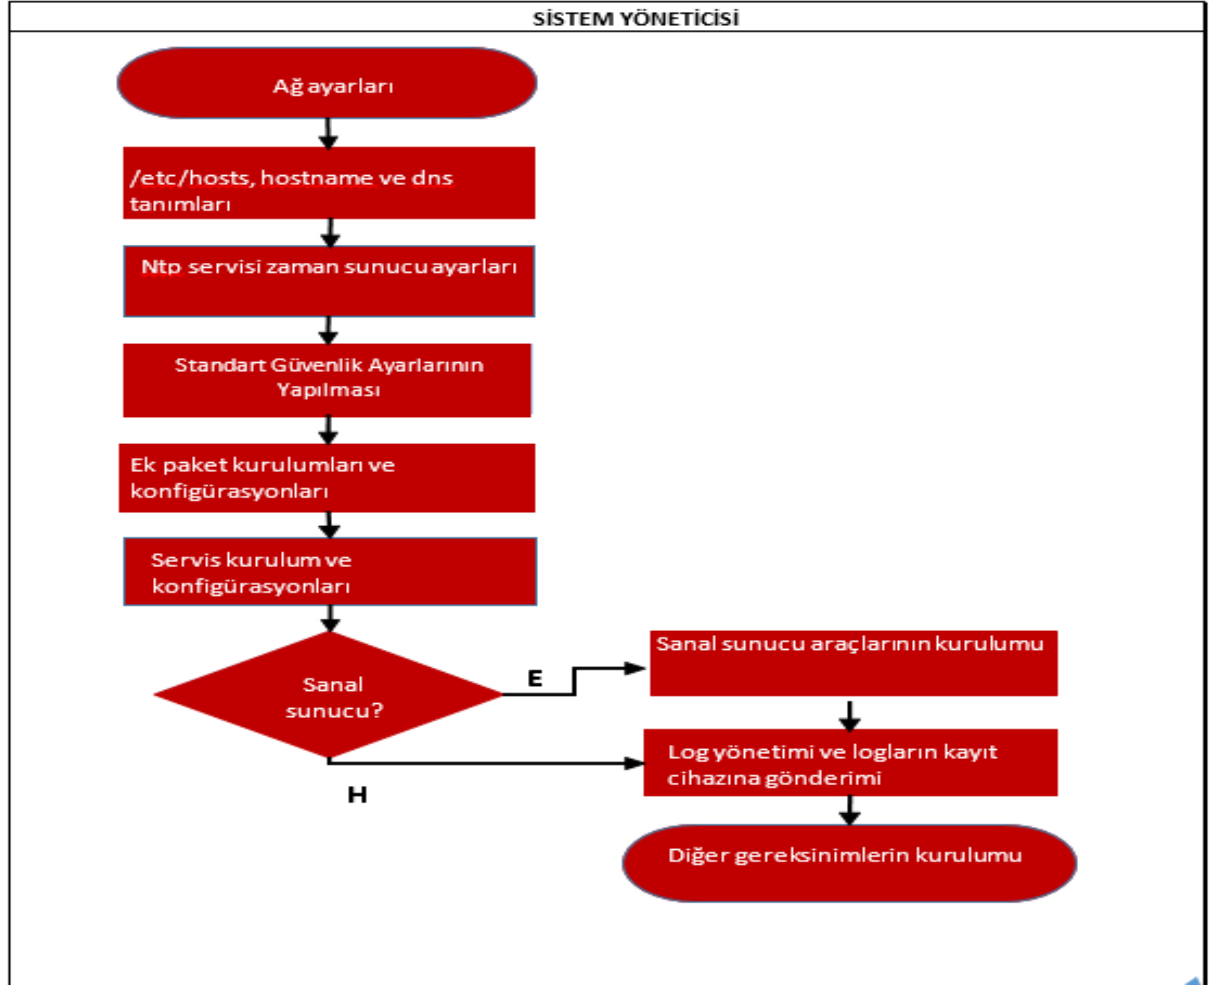 SİSTEM YÖNETİCİSİ
Ağ ayarları
/etc/hosts, hostname ve dns
tanımları
Ntp servisi zaman sunucu ayarları
Standart Güvenlik Ayarlarının
Yapılması
Ek paket kurulumları ve
konfigürasyonları
Servis kurulum ve
konfigürasyonları
Sanal
sunucu?
E
H
Sanal sunucu araçlarının kurulumu
Log yönetimi ve logların kayıt
cihazına gönderimi
Diğer gereksinimlerin kurulumu